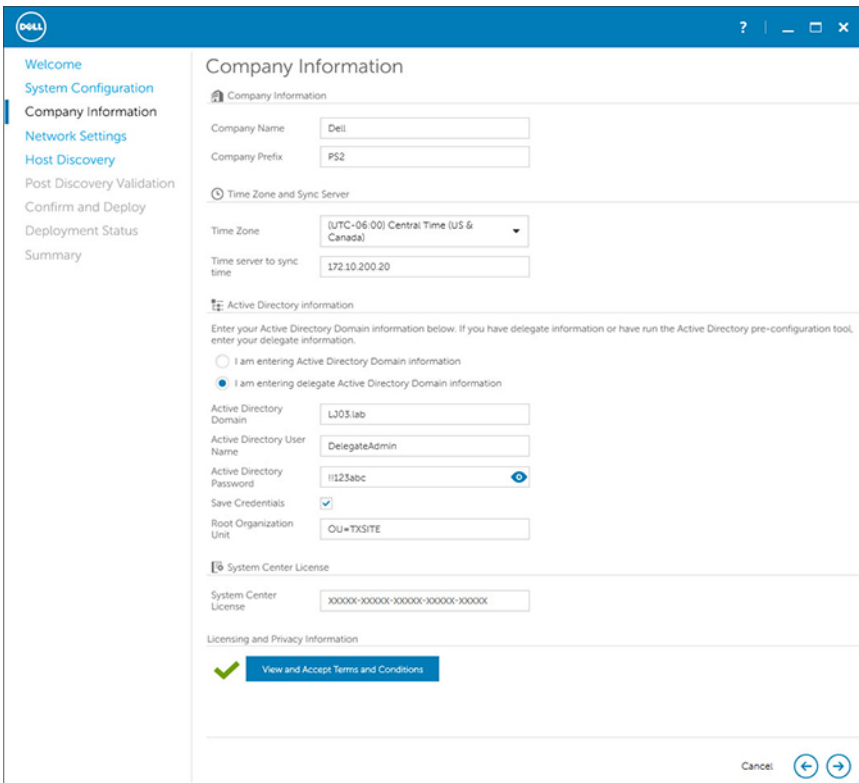 DELL
?
Welcome
System Configuration
Company Information
Network Settings
Host Discovery
Post Discovery Validation
Confirm and Deploy
Deployment Status
Summary
Company Information
Company Information
Company Name
Dell
Company Prefix
PS2
Time Zone and Sync Server
Time Zone
(UTC-06:00) Central Time (US &
Canada)
Time server to sync
time
172.10.200.20
Active Directory information
Enter your Active Directory Domain information below. If you have delegate information or have run the Active Directory pre-configuration tool,
enter your delegate information.
I am entering Active Directory Domain information
I am entering delegate Active Directory Domain information
Active Directory
Domain
LJ03.lab
Active Directory User
Name
DelegateAdmin
Active Directory
Password
!!123abc
Save Credentials
Root Organization
Unit
OU=TXSITE
System Center License
System Center
License
XXXXX-XXXXX-XXXXX-XXXXX-XXXXX
Licensing and Privacy Information
View and Accept Terms and Conditions
Cancel